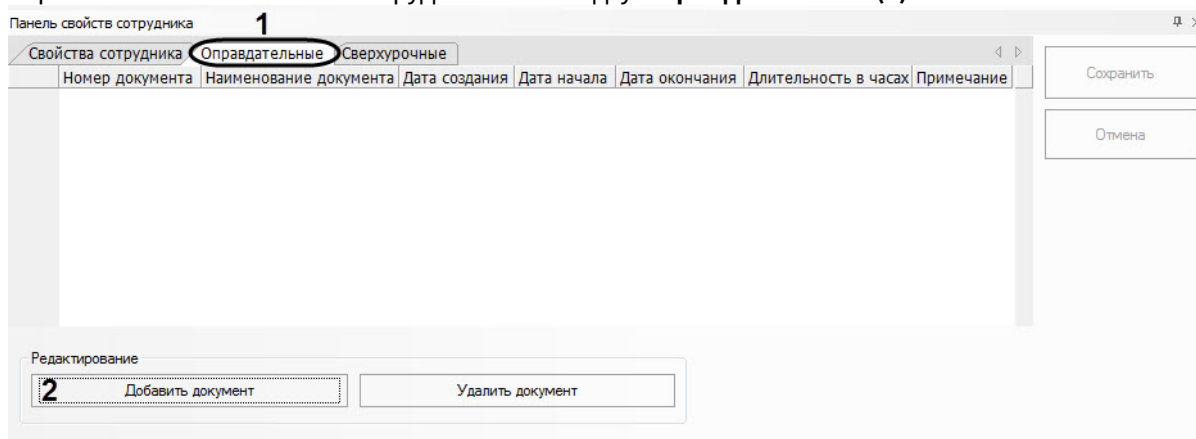 Панель свойств сотрудника 1
Свойства сотрудника Оправдательные Сверхурочные
Номер документа Наименование документа Дата создания Дата начала Дата окончания Длительность в часах Примечание
Сохранить
Отмена
Редактирование
2 Добавить документ Удалить документ